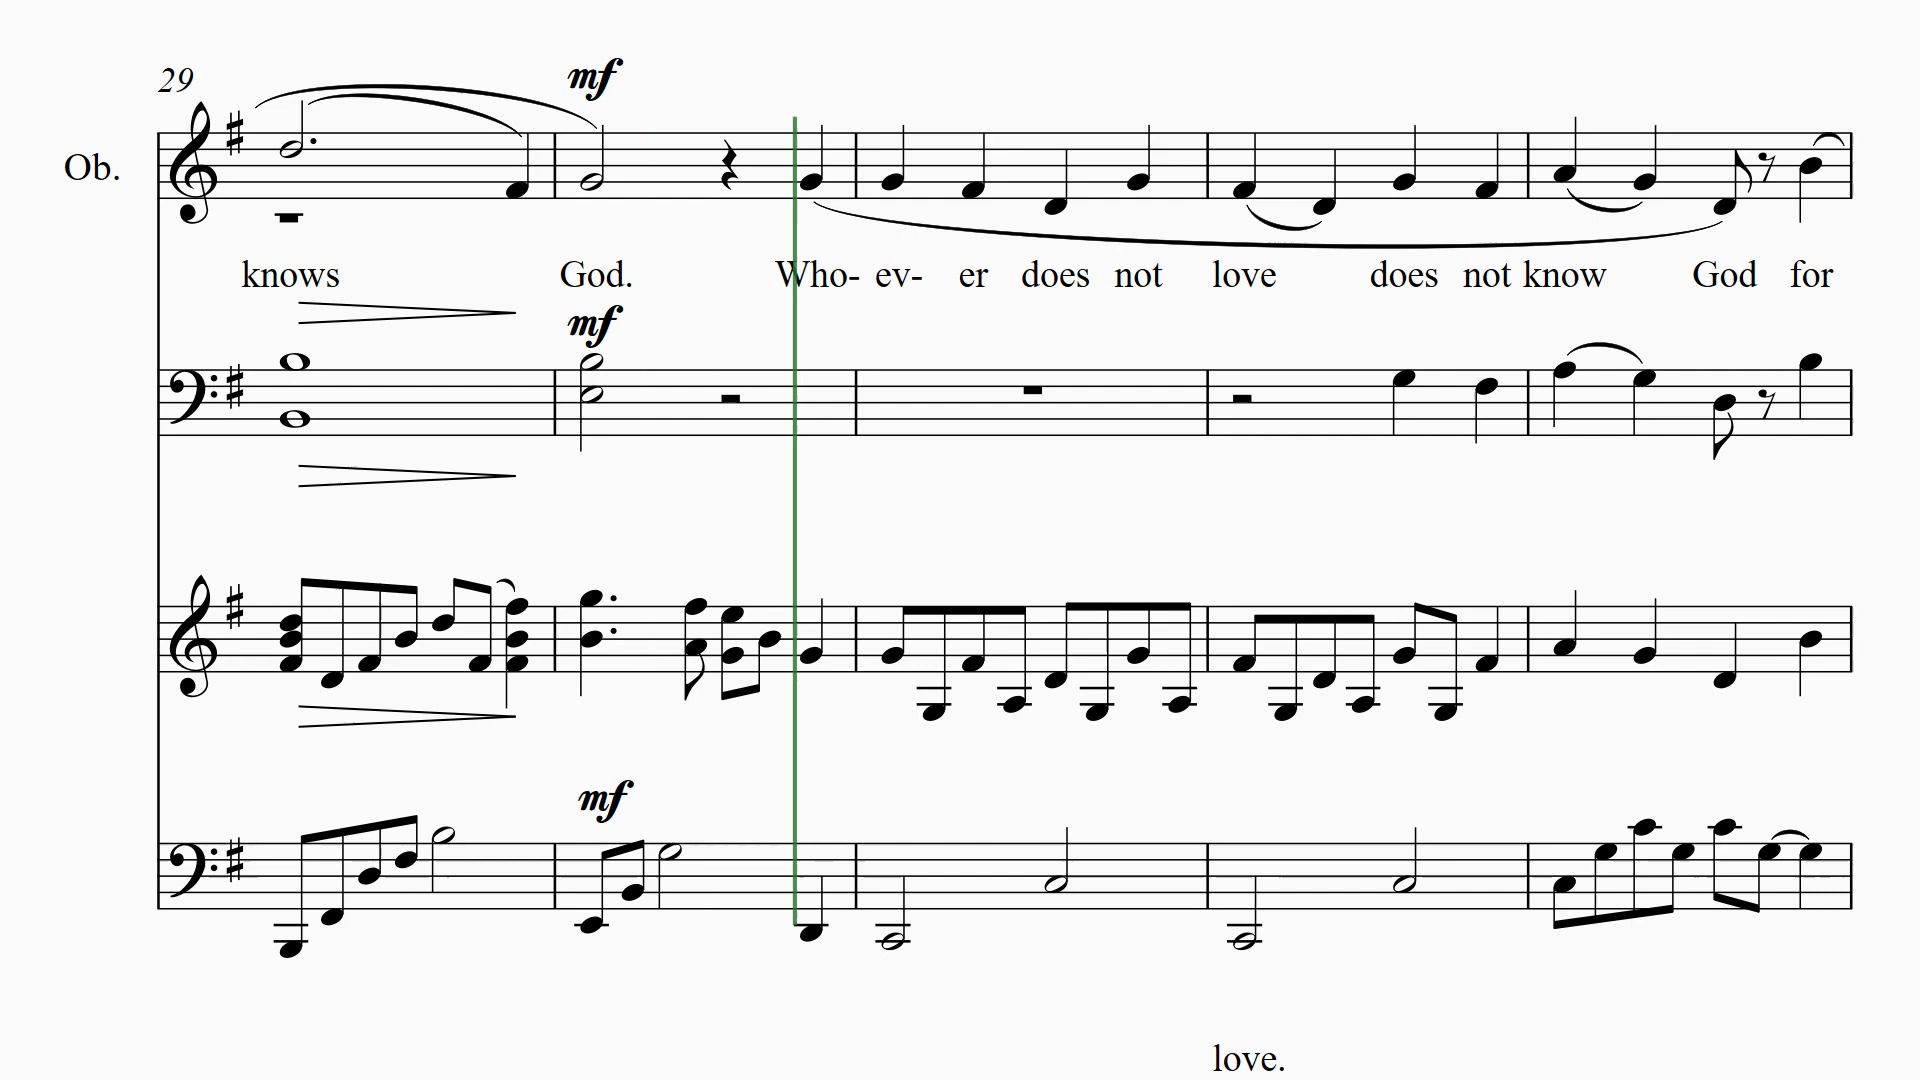 29
mf
Ob.
knows God. Who- ev- er does not love does not know God for
mf
mf
love.